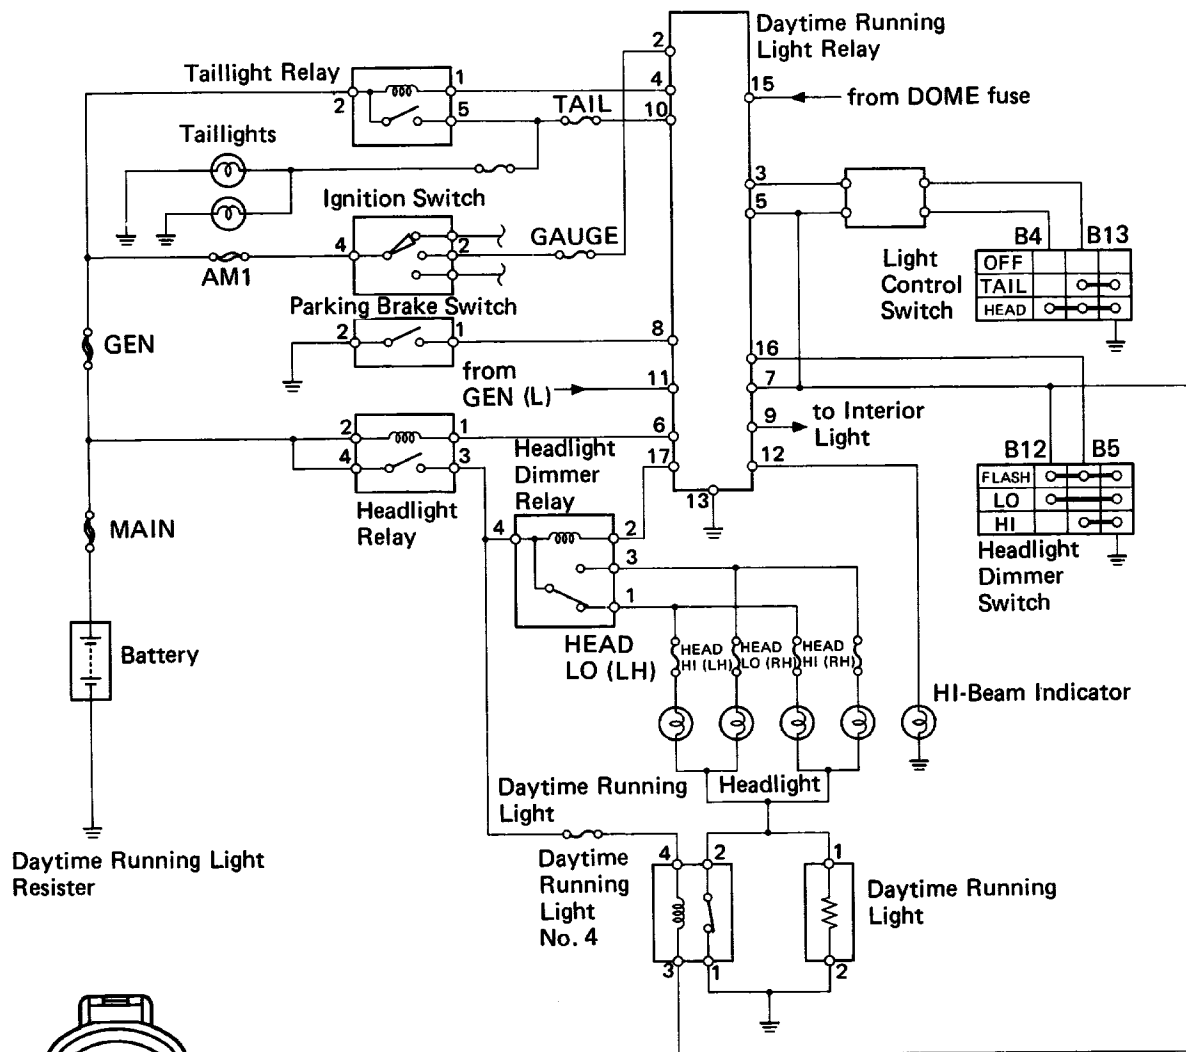 Daytime Running
Light Relay
2
Taillight Relay
1
2
5
4
10
TAIL
15
from DOME fuse
Taillights
3
5
Ignition Switch
4
2
GAUGE
AM1
B4
B13
OFF
TAIL
HEAD
Light
Control
Switch
Parking Brake Switch
2
1
8
GEN
16
from
GEN (L)
11
7
9
to Interior
Light
2
1
4
3
6
17
12
Headlight
Relay
Headlight
Dimmer
Relay
B12
B5
FLASH
LO
HI
Headlight
Dimmer
Switch
13
MAIN
4
2
3
1
Battery
HEAD
LO (LH)
HEAD
HI (LH)
HEAD
LO (RH)
HEAD
HI (RH)
HI-Beam Indicator
Headlight
Daytime Running
Light
Daytime Running Light
Resister
Daytime
Running
Light
No. 4
4
2
3
1
1
2
Daytime Running
Light